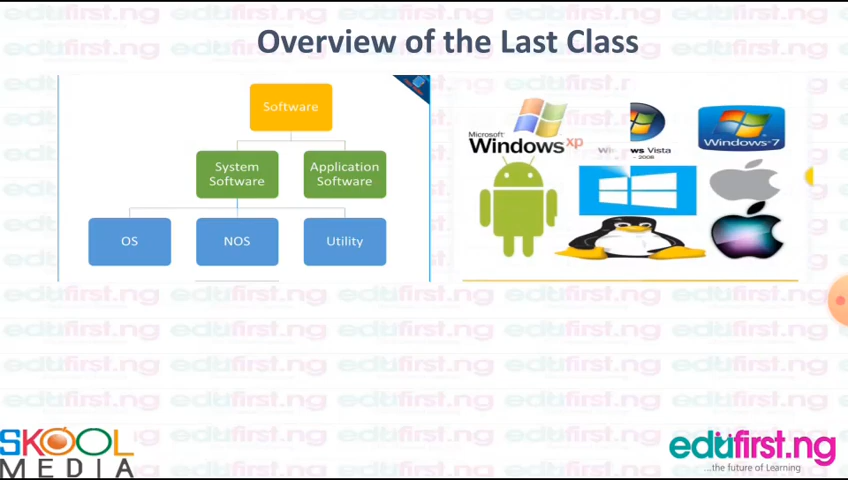 Overview of the Last Class
Software
System
Software
Application
Software
OS
NOS
Utility
Microsoft
Windows xp
Windows Vista
2008
Windows 7
SKOOL
MEDIA
edufirst.ng
...the future of Learning